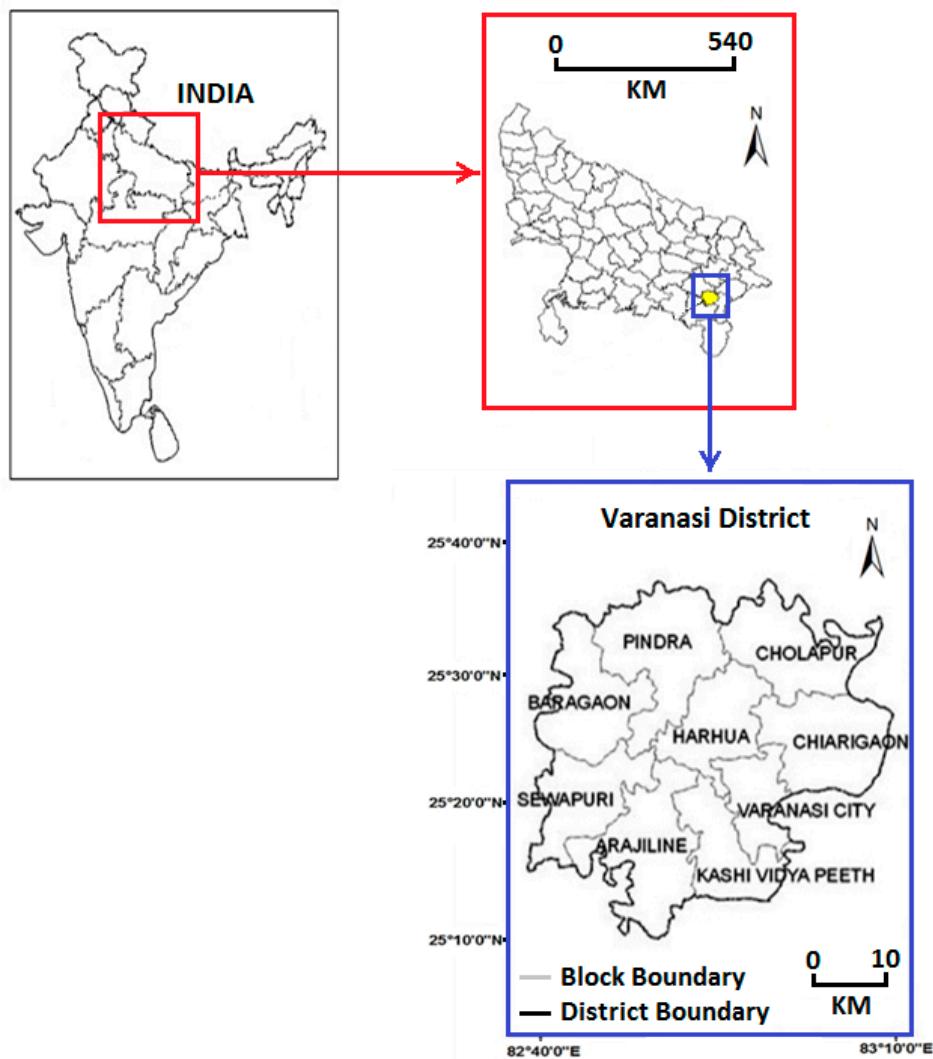 INDIA
0 540
KM
N
Varanasi District
N
25°40'0"N
PINDRA
CHOLAPUR
25°30'0"N
BARAGAON
HARHUA
CHIARIGAON
SEWAPURI
25°20'0"N
VARANASI CITY
ARAJILINE
KASHI VIDYA PEETH
25°10'0"N
0 10
KM
Block Boundary
District Boundary
82°40'0"E
83°10'0"E